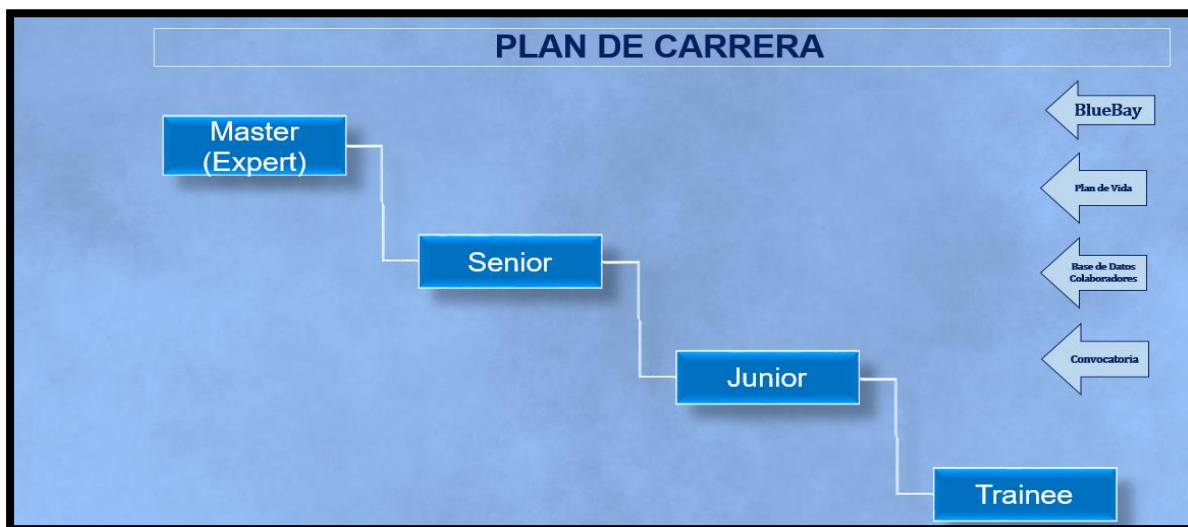 PLAN DE CARRERA
BlueBay
Master
(Expert)
Plan de Vida
Senior
Base de Datos
Colaboradores
Convocatoria
Junior
Trainee